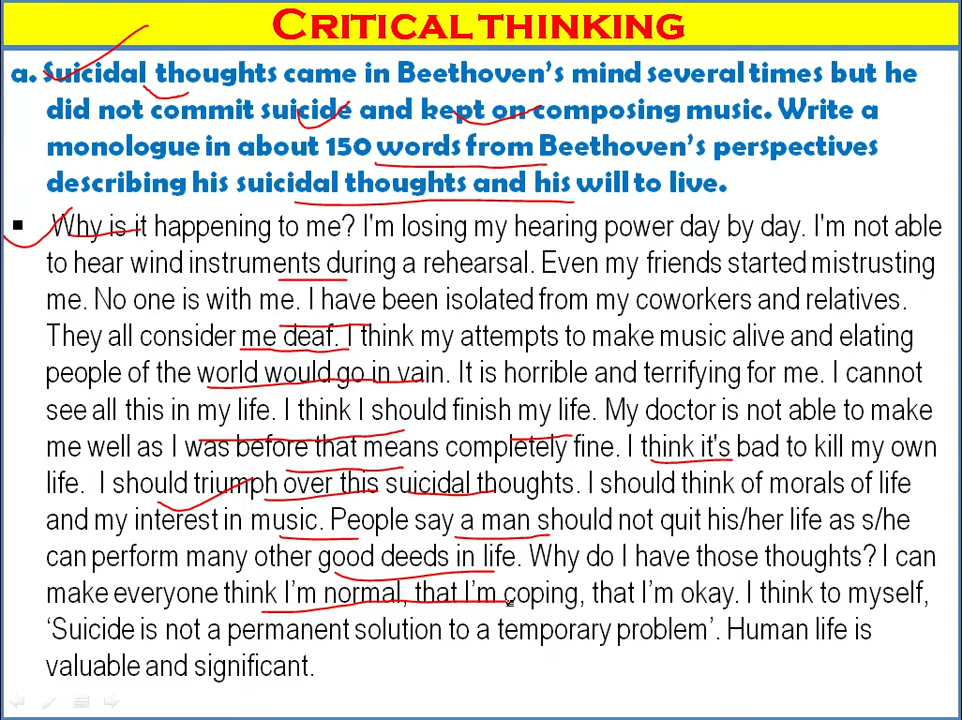 CRITICAL THINKING
a. Suicidal thoughts came in Beethoven's mind several times but he
did not commit suicide and kept on composing music. Write a
monologue in about 150 words from Beethoven's perspectives
describing his suicidal thoughts and his will to live.
▪ Why is it happening to me? I'm losing my hearing power day by day. I'm not able
to hear wind instruments during a rehearsal. Even my friends started mistrusting
me. No one is with me. I have been isolated from my coworkers and relatives.
They all consider me deaf. I think my attempts to make music alive and elating
people of the world would go in vain. It is horrible and terrifying for me. I cannot
see all this in my life. I think I should finish my life. My doctor is not able to make
me well as I was before that means completely fine. I think it's bad to kill my own
life. I should triumph over this suicidal thoughts. I should think of morals of life
and my interest in music. People say a man should not quit his/her life as s/he
can perform many other good deeds in life. Why do I have those thoughts? I can
make everyone think I'm normal, that I'm coping, that I'm okay. I think to myself,
'Suicide is not a permanent solution to a temporary problem'. Human life is
valuable and significant.